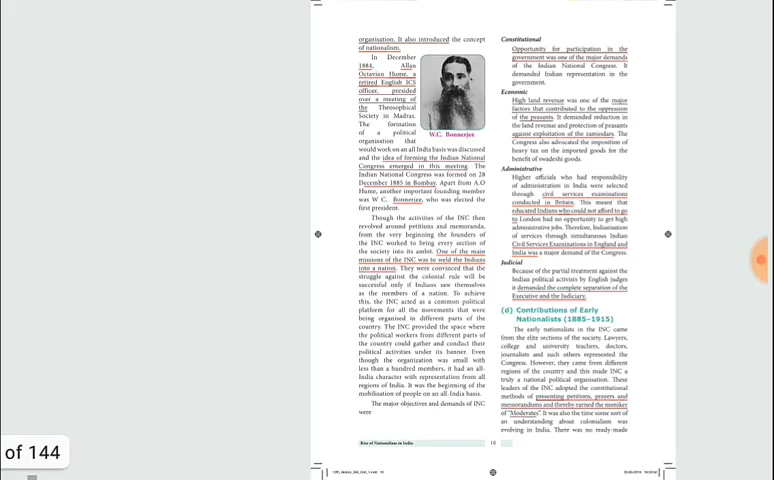 organisation. It also introduced the concept
of nationalism.
In December
1884, Allan
Octavian Hume, a
retired English ICS
officer, presided
over a meeting of
the Theosophical
Society in Madras.
The formation
of a political
organisation that
would work on an all India basis was discussed
and the idea of forming the Indian National
Congress emerged in this meeting. The
Indian National Congress was formed on 28
December 1885 in Bombay. Apart from A.O
Hume, another important founding member
was W C. Bonnerjee, who was elected the
first president.
W.C. Bonnerjee
Though the activities of the INC then
revolved around petitions and memoranda,
from the very beginning the founders of
the INC worked to bring every section of
the society into its ambit. One of the main
missions of the INC was to weld the Indians
into a nation. They were convinced that the
struggle against the colonial rule will be
successful only if Indians saw themselves
as the members of a nation. To achieve
this, the INC acted as a common political
platform for all the movements that were
being organised in different parts of the
country. The INC provided the space where
the political workers from different parts of
the country could gather and conduct their
political activities under its banner. Even
though the organization was small with
less than a hundred members, it had an all-
India character with representation from all
regions of India. It was the beginning of the
mobilisation of people on an all-India basis.
The major objectives and demands of INC
were
Constitutional
Opportunity for participation in the
government was one of the major demands
of the Indian National Congress. It
demanded Indian representation in the
government.
Economic
High land revenue was one of the major
factors that contributed to the oppression
of the peasants. It demanded reduction in
the land revenue and protection of peasants
against exploitation of the zamindars. The
Congress also advocated the imposition of
heavy tax on the imported goods for the
benefit of swadeshi goods.
Administrative
Higher officials who had responsibility
of administration in India were selected
through civil services examinations
conducted in Britain. This meant that
educated Indians who could not afford to go
to London had no opportunity to get high
administrative jobs. Therefore, Indianisation
of services through simultaneous Indian
Civil Services Examinations in England and
India was a major demand of the Congress.
Judicial
Because of the partial treatment against the
Indian political activists by English judges
it demanded the complete separation of the
Executive and the Judiciary.
(d) Contributions of Early
Nationalists (1885–1915)
The early nationalists in the INC came
from the elite sections of the society. Lawyers,
college and university teachers, doctors,
journalists and such others represented the
Congress. However, they came from different
regions of the country and this made INC a
truly a national political organisation. These
leaders of the INC adopted the constitutional
methods of presenting petitions, prayers and
memorandums and thereby earned the moniker
of "Moderates". It was also the time some sort of
an understanding about colonialism was
evolving in India. There was no ready-made
Rise of Nationalism in India
10
of 144